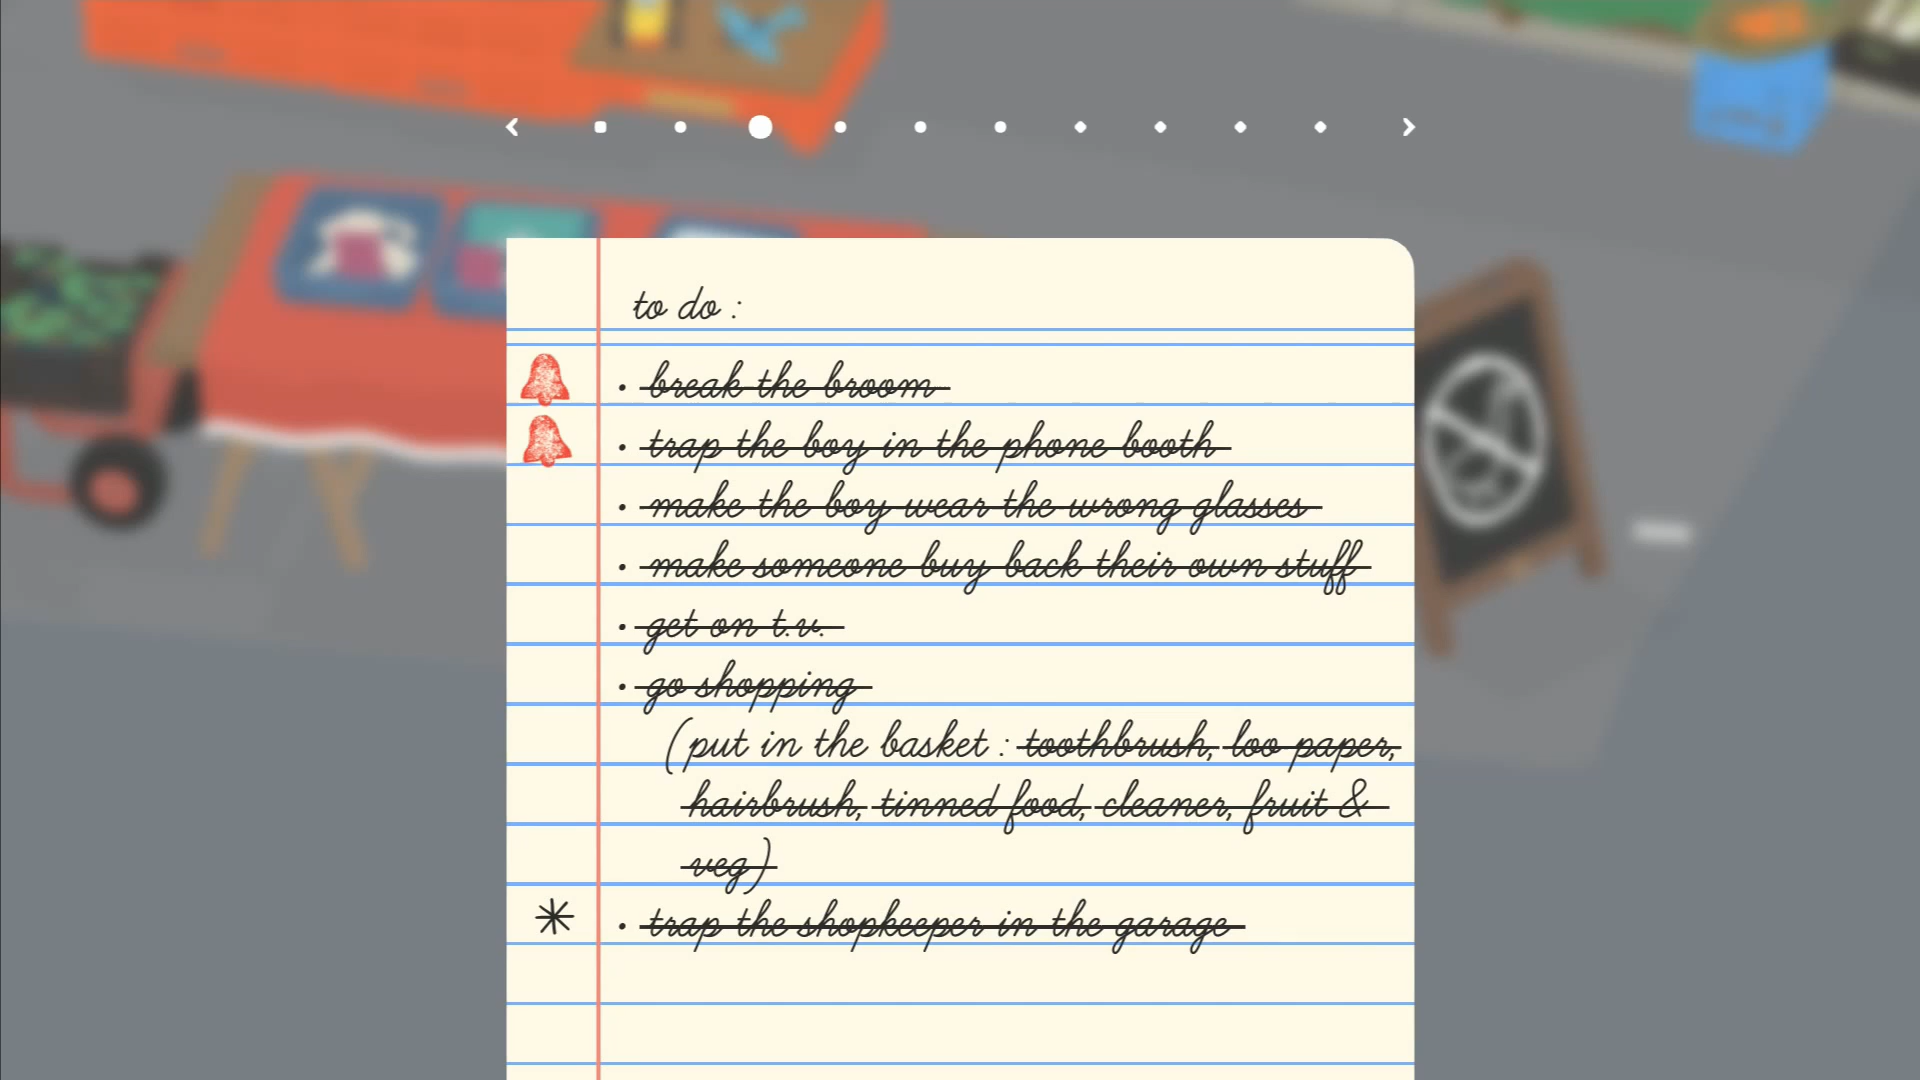 to do :
• break the broom
• trap the boy in the phone booth
• make the boy wear the wrong glasses
• make someone buy back their own stuff
• get on t.v.
• go shopping
(put in the basket : toothbrush, loo paper,
hairbrush, tinned food, cleaner, fruit &
veg)
* • trap the shopkeeper in the garage